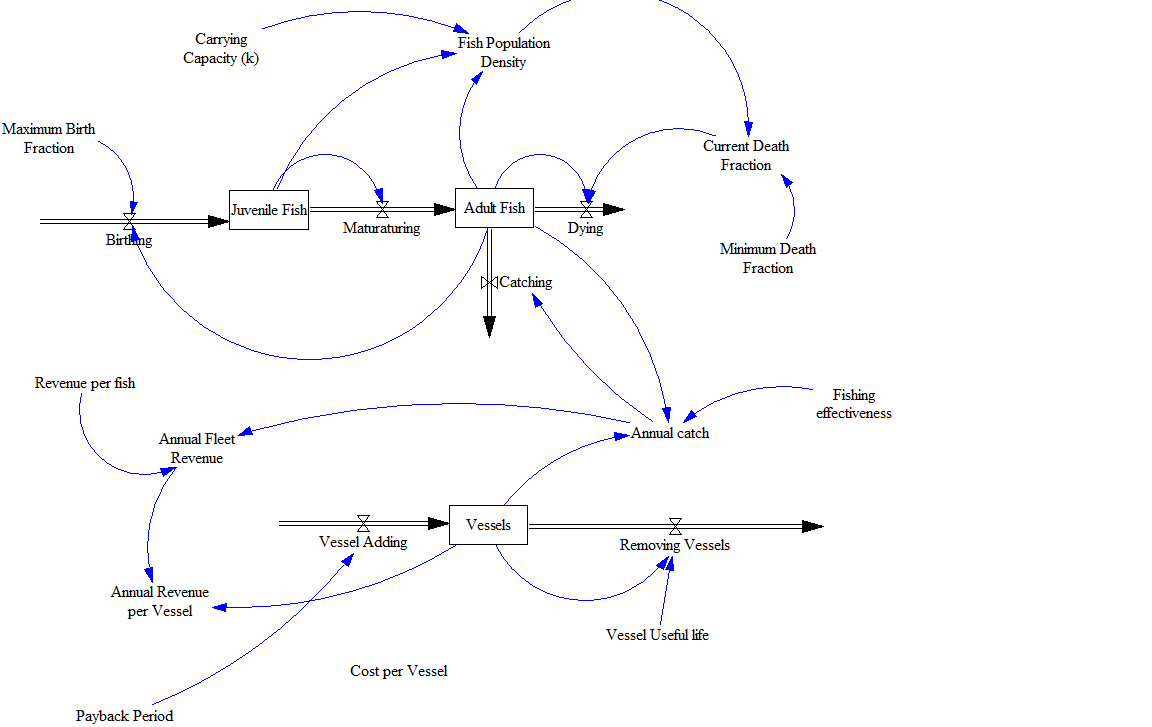 Carrying
Capacity (k)
Fish Population
Density
Maximum Birth
Fraction
Current Death
Fraction
Juvenile Fish
Adult Fish
Birthing
Maturaturing
Dying
Minimum Death
Fraction
Catching
Revenue per fish
Fishing
effectiveness
Annual Fleet
Revenue
Annual catch
Vessels
Vessel Adding
Removing Vessels
Annual Revenue
per Vessel
Vessel Useful life
Cost per Vessel
Payback Period